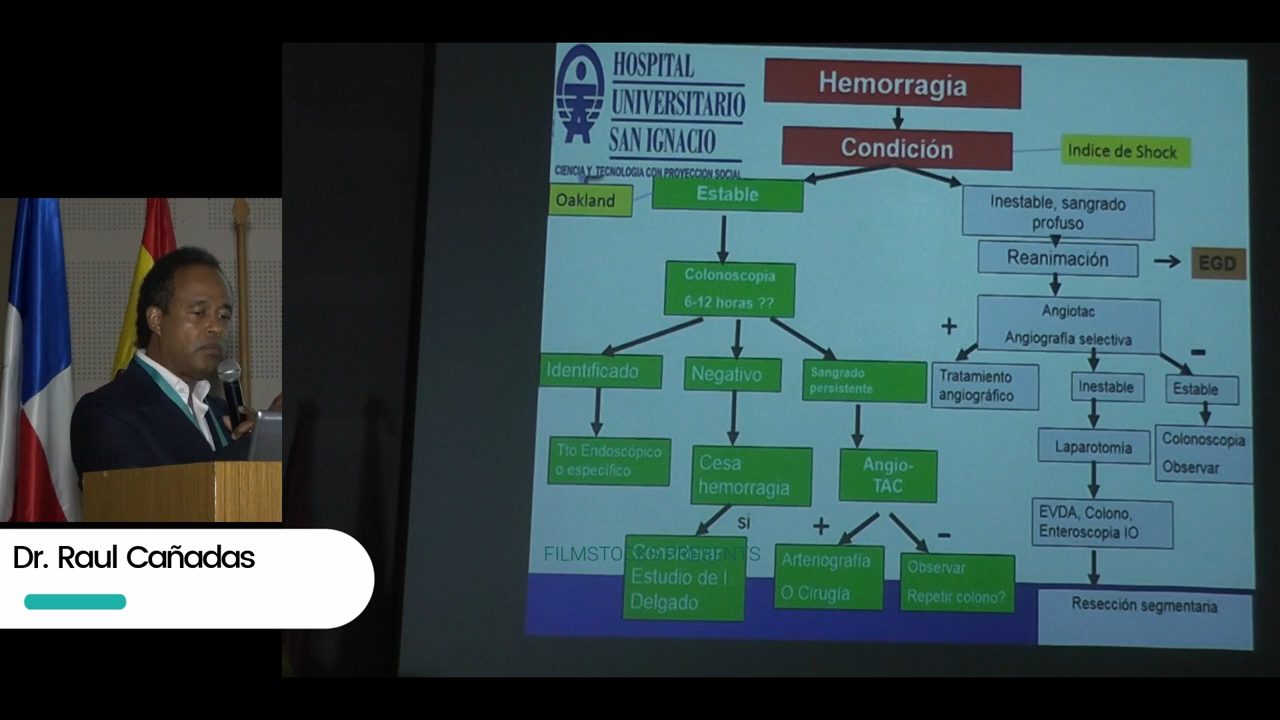 HOSPITAL
UNIVERSITARIO
SAN IGNACIO
CIENCIA Y TECNOLOGIA CON PROYECCION SOCIAL
Hemorragia
Condición
Indice de Shock
Oakland
Estable
Inestable, sangrado
profuso
Reanimación
EGD
Colonoscopia
6-12 horas ??
Angiotac
Angiografía selectiva
+
-
Identificado
Negativo
Sangrado
persistente
Tratamiento
angiográfico
Inestable
Estable
Tto Endoscópico
o específico
Cesa
hemorragia
Angio-
TAC
Laparotomía
Colonoscopia
Observar
si
+
-
EVDA, Colono,
Enteroscopia IO
Considerar
Estudio de I.
Delgado
Arteriografía
O Cirugía
Observar
Repetir colono?
Resección segmentaria
Dr. Raul Cañadas